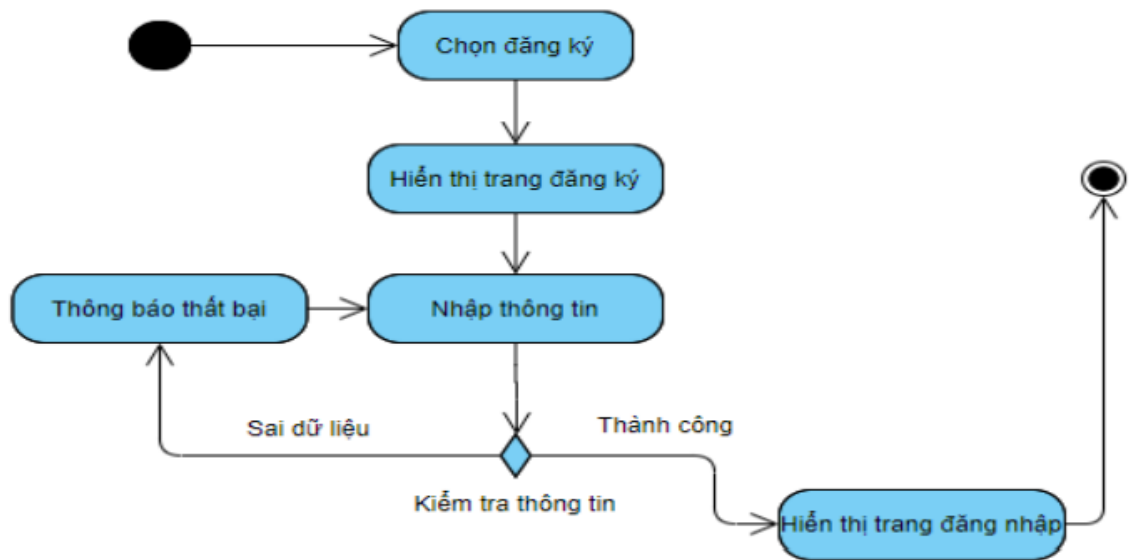 Chọn đăng ký
Hiển thị trang đăng ký
Thông báo thất bại
Nhập thông tin
Sai dữ liệu
Thành công
Kiểm tra thông tin
Hiển thị trang đăng nhập